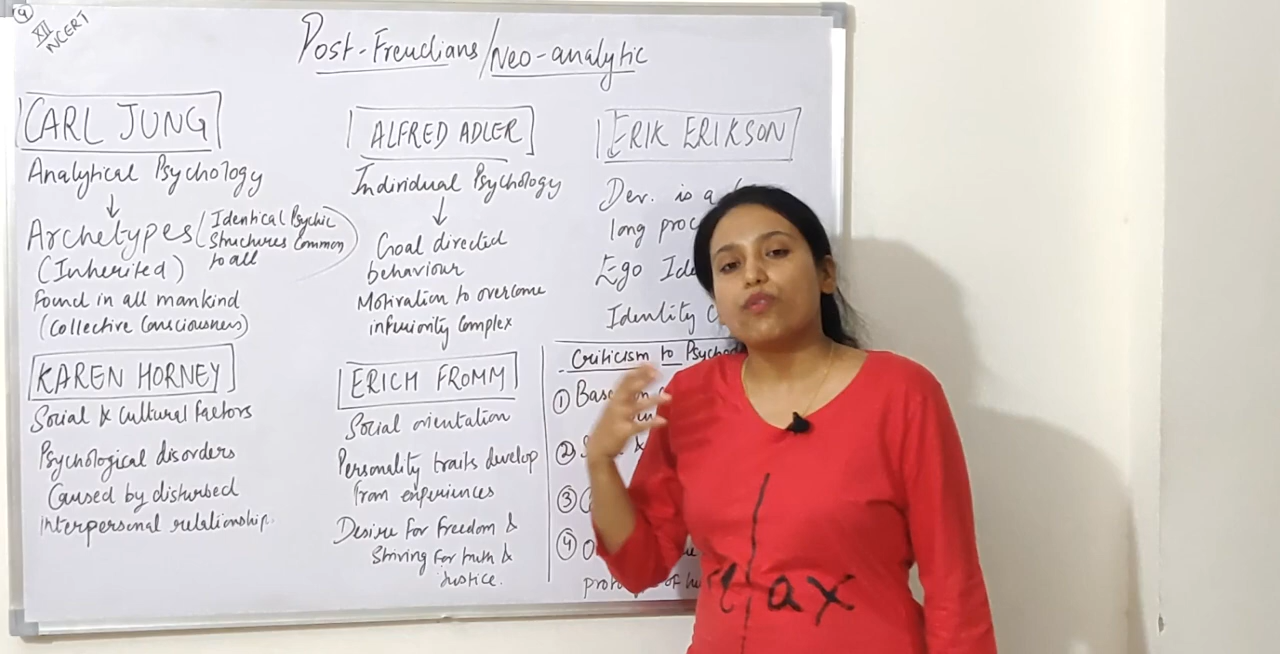 9
XII
NCERT
Post-Freudians/Neo-analytic
CARL JUNG
Analytical Psychology
↓
Archetypes (Identical Psychic
Structures Common
to all)
(Inherited)
Found in all mankind
(Collective Consciousness)
ALFRED ADLER
Individual Psychology
↓
Goal directed
behaviour
Motivation to overcome
inferiority complex
ERIK ERIKSON
Dev. is a
long
Ego
Identity
KAREN HORNEY
Social & Cultural Factors
Psychological disorders
Caused by disturbed
Interpersonal relationship.
ERICH FROMM
Social orientation
Personality traits develop
from experiences
Desire for freedom &
Striving for truth &
Justice.
Criticism to
①
②
③
④
of
relax